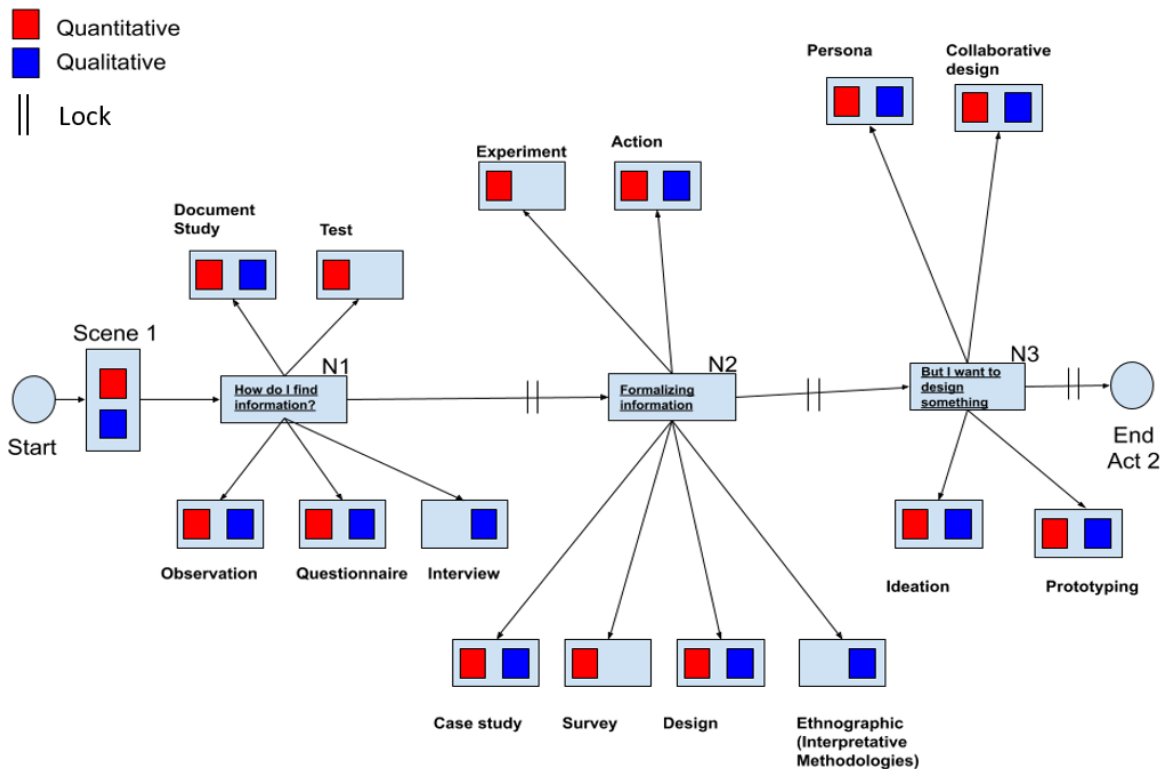 Quantitative
Qualitative
Lock
Persona
Collaborative
design
Experiment
Action
Document
Study
Test
Scene 1
N1
N2
N3
How do I find
information?
Formalizing
information
But I want to
design
something
Start
End
Act 2
Observation
Questionnaire
Interview
Ideation
Prototyping
Case study
Survey
Design
Ethnographic
(Interpretative
Methodologies)